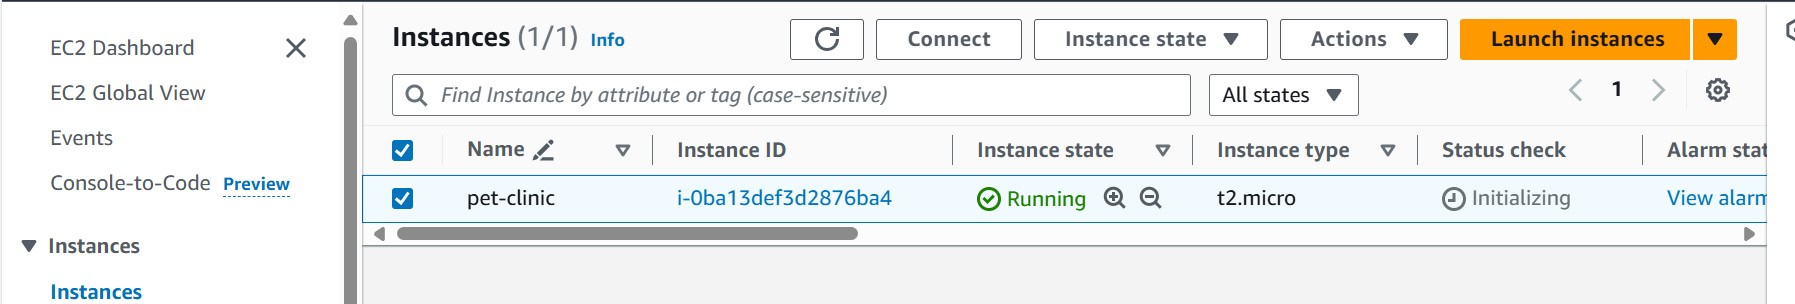 EC2 Dashboard
EC2 Global View
Events
Console-to-Code Preview
Instances
Instances
Instances (1/1) Info
Connect
Instance state
Actions
Launch instances
Find Instance by attribute or tag (case-sensitive)
All states
1
Name Instance ID Instance state Instance type Status check Alarm stat
pet-clinic i-0ba13def3d2876ba4 Running t2.micro Initializing View alarm